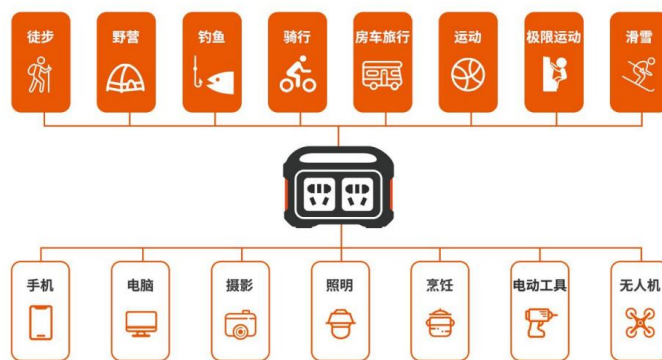 徒步
野营
钓鱼
骑行
房车旅行
运动
极限运动
滑雪
手机
电脑
摄影
照明
烹饪
电动工具
无人机